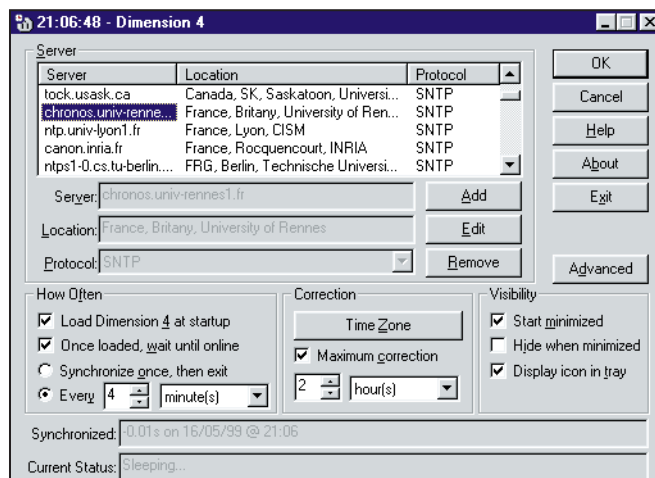 21:06:48 - Dimension 4
Server
Server Location Protocol
tock.usask.ca Canada, SK, Saskatoon, Universi... SNTP
chronos.univ-renne... France, Britany, University of Ren... SNTP
ntp.univ-lyon1.fr France, Lyon, CISM SNTP
canon.inria.fr France, Rocquencourt, INRIA SNTP
ntps1-0.cs.tu-berlin.... FRG, Berlin, Technische Universi... SNTP
Server: chronos.univ-rennes1.fr
Location: France, Britany, University of Rennes
Protocol: SNTP
Add
Edit
Remove
OK
Cancel
Help
About
Exit
Advanced
How Often
Load Dimension 4 at startup
Once loaded, wait until online
Synchronize once, then exit
Every 4 minute(s)
Correction
Time Zone
Maximum correction
2 hour(s)
Visibility
Start minimized
Hide when minimized
Display icon in tray
Synchronized: -0.01s on 16/05/99 @ 21:06
Current Status: Sleeping...